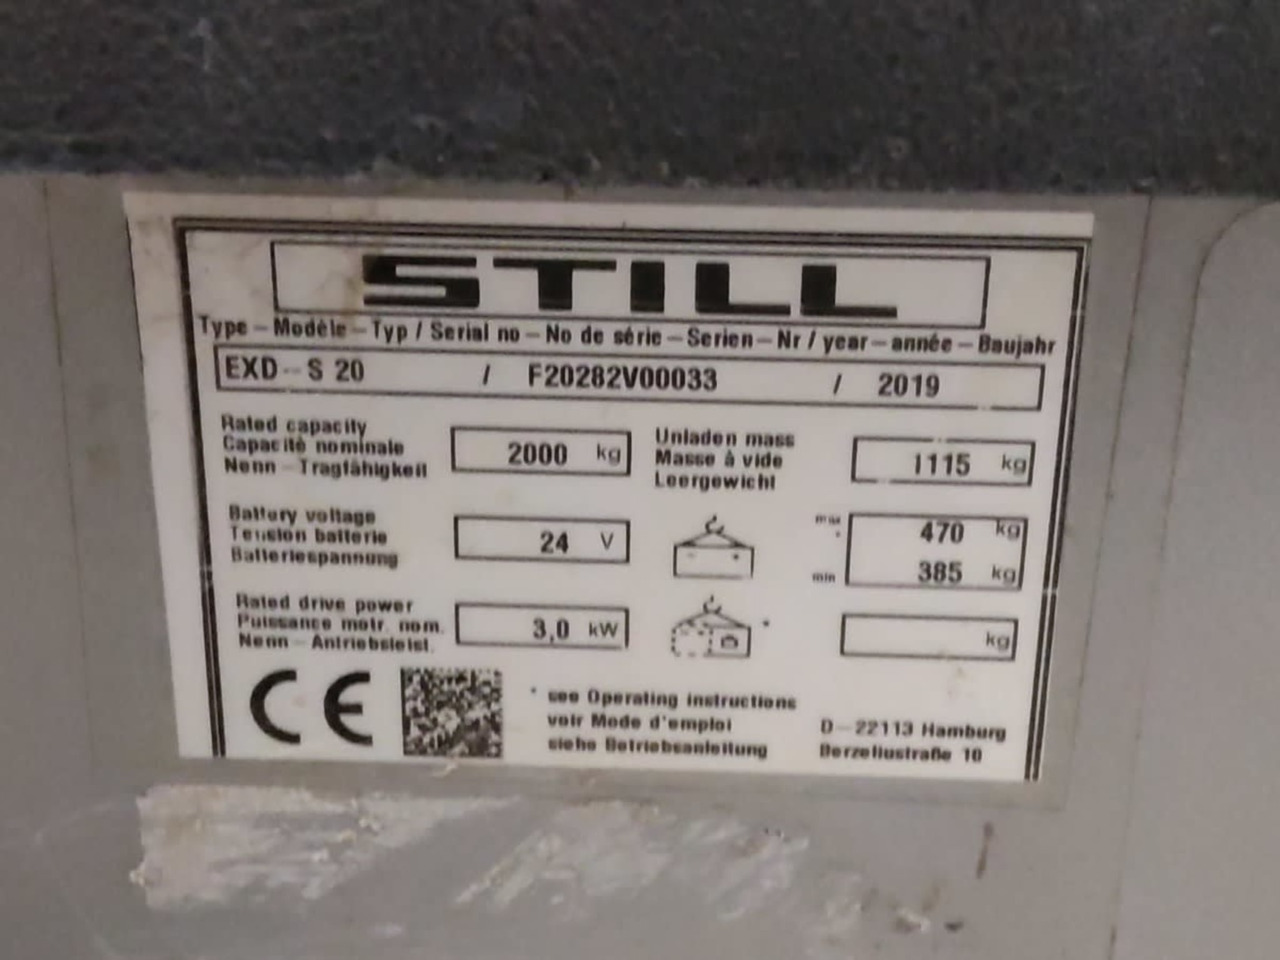 STILL
Type - Modèle - Typ / Serial no - No de série - Serien - Nr / year - année - Baujahr
EXD - S 20 / F20282V00033 / 2019
Rated capacity
Capacité nominale
Nenn - Tragfähigkeit
2000 kg
Unladen mass
Masse à vide
Leergewicht
1115 kg
Battery voltage
Tension batterie
Batteriespannung
24 V
max
*
470 kg
min
385 kg
Rated drive power
Puissance motr. nom.
Nenn - Antriebsleist.
3,0 kW
*
kg
CE
* see Operating instructions
voir Mode d'emploi
siehe Betriebsanleitung
D - 22113 Hamburg
Berzeliusstraße 10